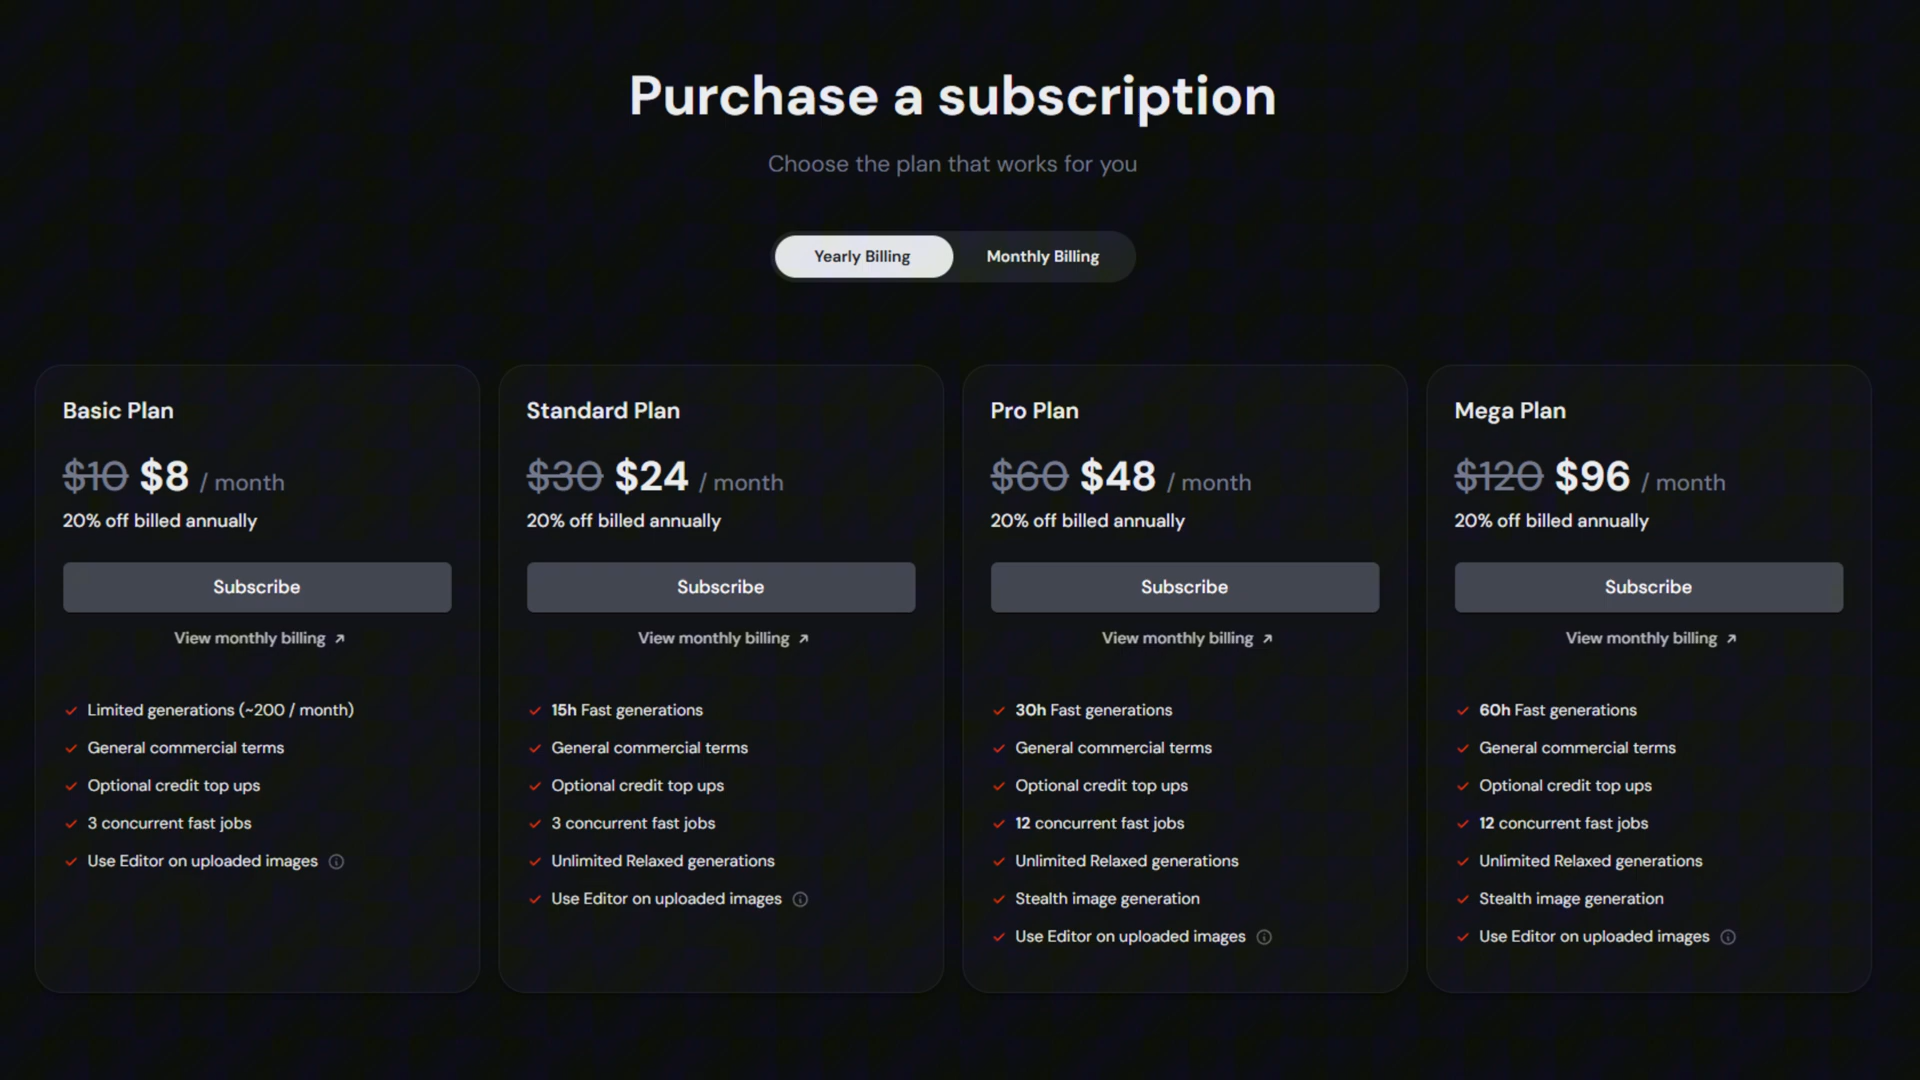 Purchase a subscription
Choose the plan that works for you
Yearly Billing
Monthly Billing
Basic Plan
$10 $8 / month
20% off billed annually
Subscribe
View monthly billing ↗
Limited generations (~200 / month)
General commercial terms
Optional credit top ups
3 concurrent fast jobs
Use Editor on uploaded images
Standard Plan
$30 $24 / month
20% off billed annually
Subscribe
View monthly billing ↗
15h Fast generations
General commercial terms
Optional credit top ups
3 concurrent fast jobs
Unlimited Relaxed generations
Use Editor on uploaded images
Pro Plan
$60 $48 / month
20% off billed annually
Subscribe
View monthly billing ↗
30h Fast generations
General commercial terms
Optional credit top ups
12 concurrent fast jobs
Unlimited Relaxed generations
Stealth image generation
Use Editor on uploaded images
Mega Plan
$120 $96 / month
20% off billed annually
Subscribe
View monthly billing ↗
60h Fast generations
General commercial terms
Optional credit top ups
12 concurrent fast jobs
Unlimited Relaxed generations
Stealth image generation
Use Editor on uploaded images